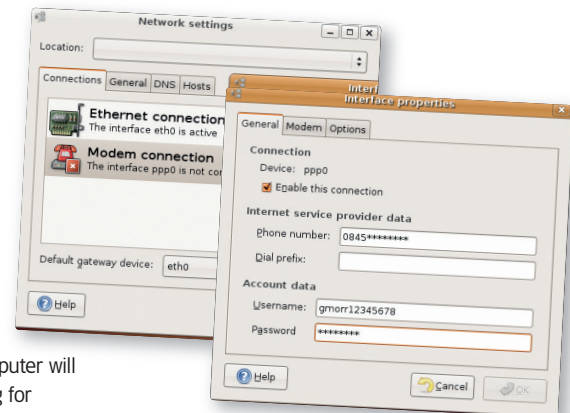 Network settings
Location:
Connections General DNS Hosts
Ethernet connection
The interface eth0 is active
Modem connection
The interface ppp0 is not
Default gateway device: eth0
Help
Interface properties
General Modem Options
Connection
Device: ppp0
Enable this connection
Internet service provider data
Phone number: 0845********
Dial prefix:
Account data
Username: gmorr12345678
Password ********
Help Cancel OK
puter will
for